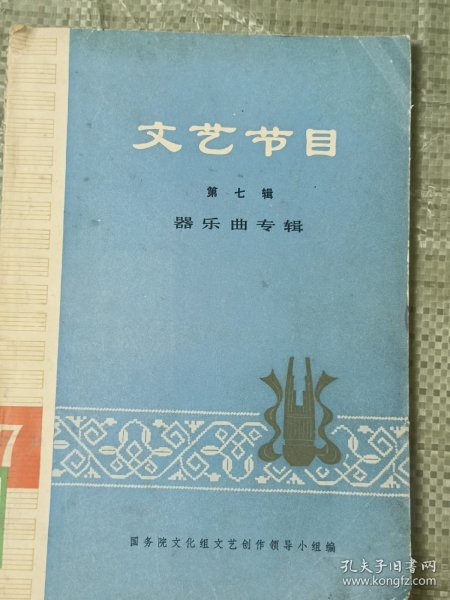 文艺节目
第七辑
器乐曲专辑
7
国务院文化组文艺创作领导小组编
孔夫子旧书网
www.kongfz.com